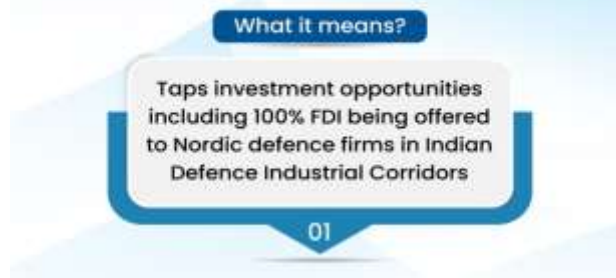 What it means?
Taps investment opportunities
including 100% FDI being offered
to Nordic defence firms in Indian
Defence Industrial Corridors
01